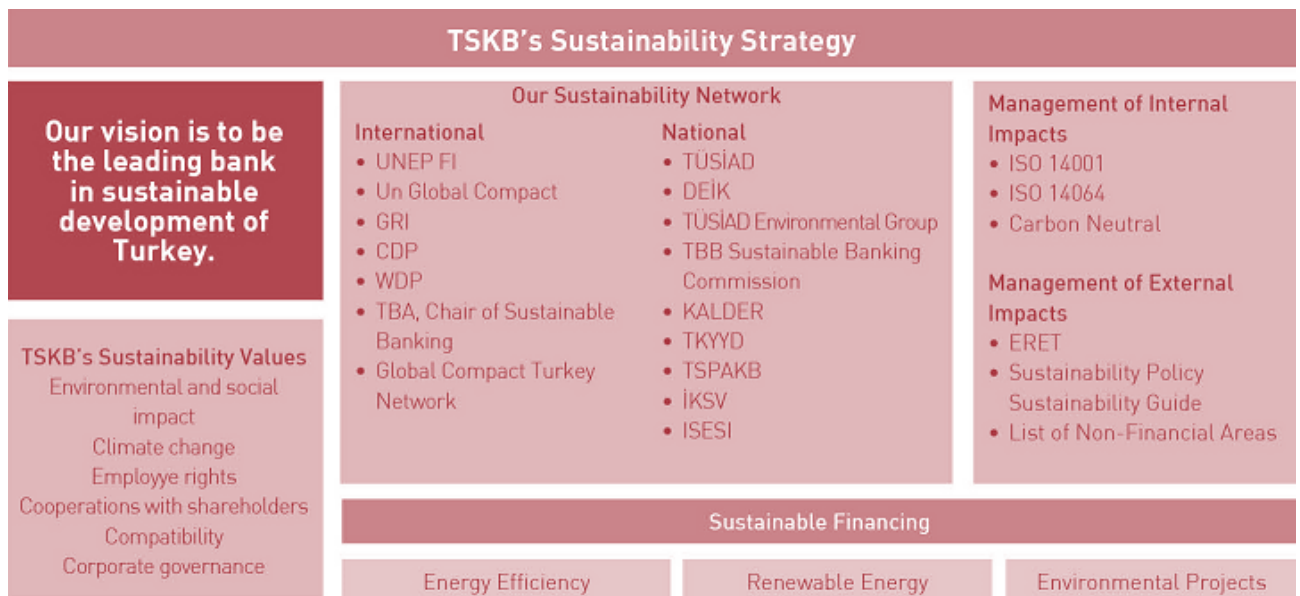 TSKB's Sustainability Strategy
Our vision is to be
the leading bank
in sustainable
development of
Turkey.
TSKB's Sustainability Values
Environmental and social
impact
Climate change
Employye rights
Cooperations with shareholders
Compatibility
Corporate governance
Our Sustainability Network
International
• UNEP FI
• Un Global Compact
• GRI
• CDP
• WDP
• TBA, Chair of Sustainable
Banking
• Global Compact Turkey
Network
National
• TÜSİAD
• DEİK
• TÜSİAD Environmental Group
• TBB Sustainable Banking
Commission
• KALDER
• TKYYD
• TSPAKB
• İKSV
• ISESI
Management of Internal
Impacts
• ISO 14001
• ISO 14064
• Carbon Neutral
Management of External
Impacts
• ERET
• Sustainability Policy
Sustainability Guide
• List of Non-Financial Areas
Sustainable Financing
Energy Efficiency
Renewable Energy
Environmental Projects